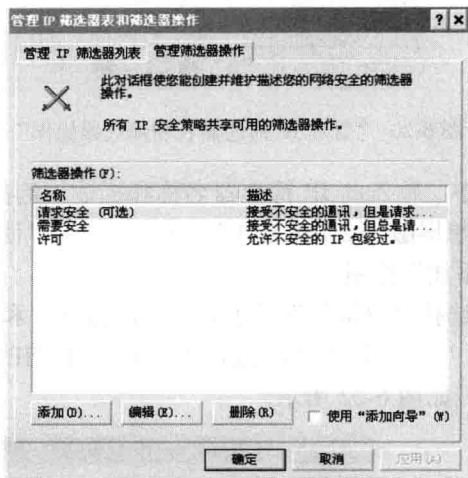 管理 IP 筛选器表和筛选器操作
管理 IP 筛选器列表 管理筛选器操作
此对话框使您能创建并维护描述您的网络安全的筛选器
操作。
所有 IP 安全策略共享可用的筛选器操作。
筛选器操作(F):
名称 描述
请求安全 (可选) 接受不安全的通讯，但是请求...
需要安全 接受不安全的通讯，但总是请...
许可 允许不安全的 IP 包经过。
添加(D)... 编辑(E)... 删除(R) 使用“添加向导”(W)
确定 取消 应用(A)